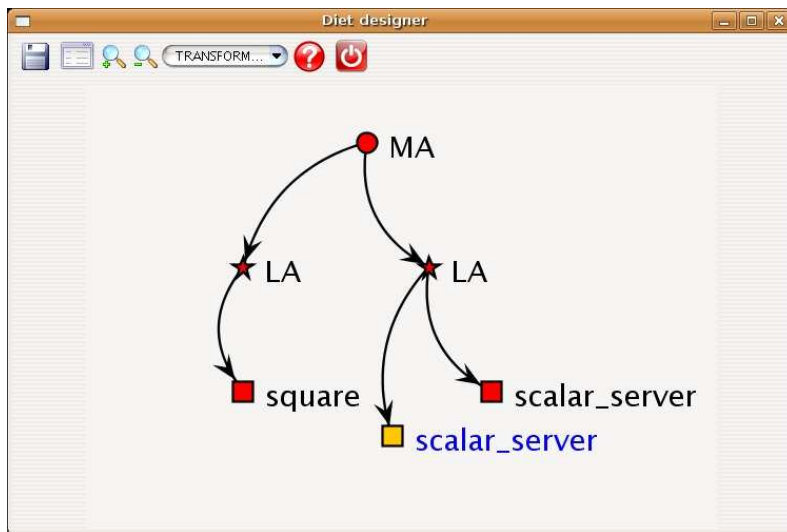 Diet designer
TRANSFORM...
MA
LA LA
square scalar_server
scalar_server